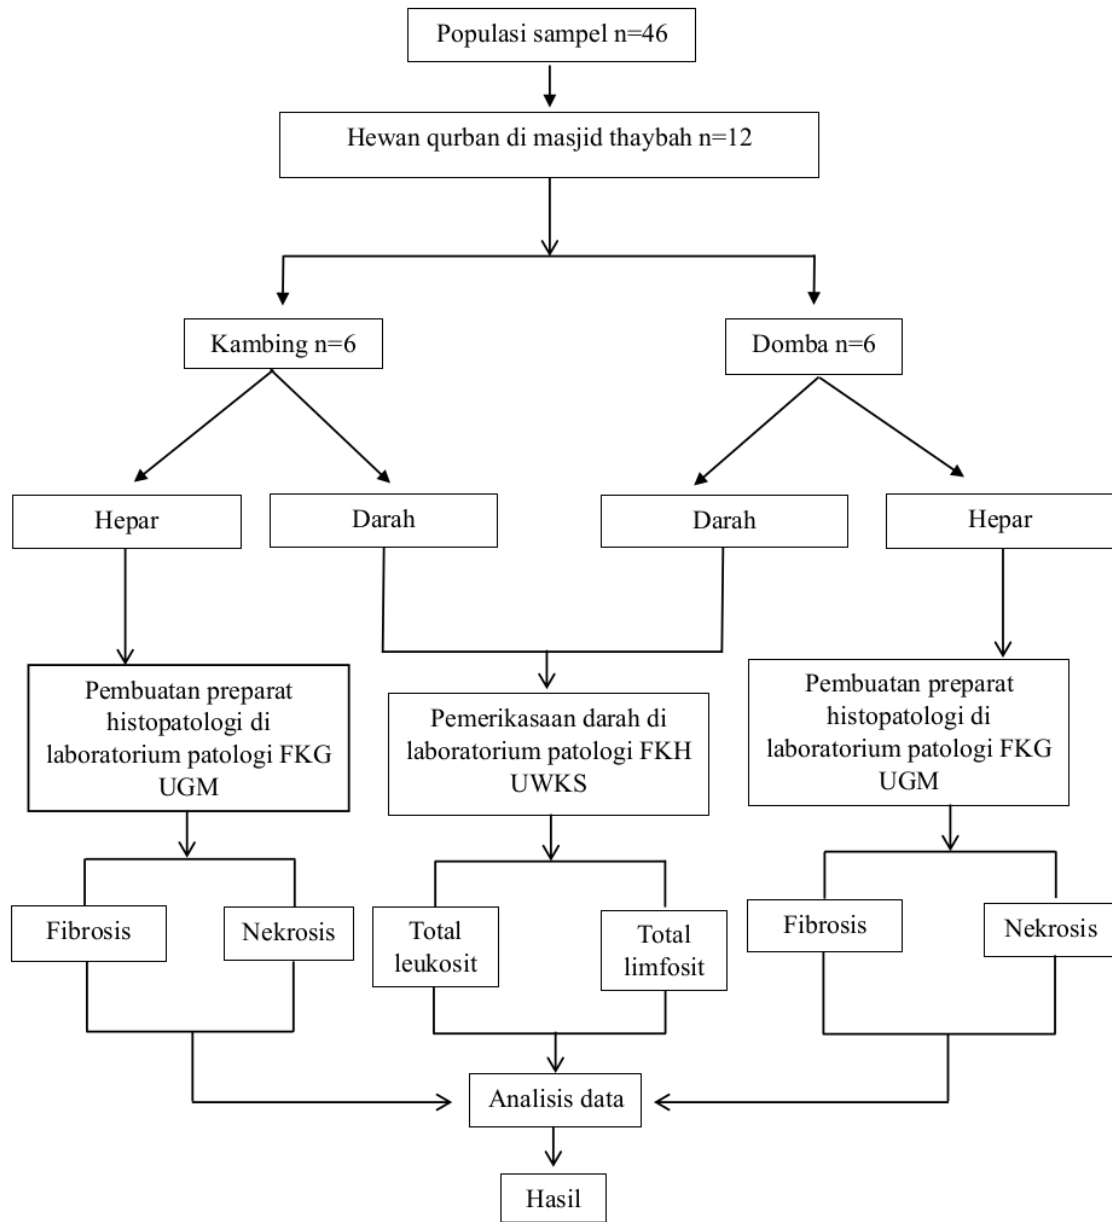 Populasi sampel n=46
Hewan qurban di masjid thaybah n=12
Kambing n=6
Domba n=6
Hepar
Darah
Darah
Hepar
Pembuatan preparat
histopatologi di
laboratorium patologi FKG
UGM
Pemerikasaan darah di
laboratorium patologi FKH
UWKS
Pembuatan preparat
histopatologi di
laboratorium patologi FKG
UGM
Fibrosis
Nekrosis
Total
leukosit
Total
limfosit
Fibrosis
Nekrosis
Analisis data
Hasil